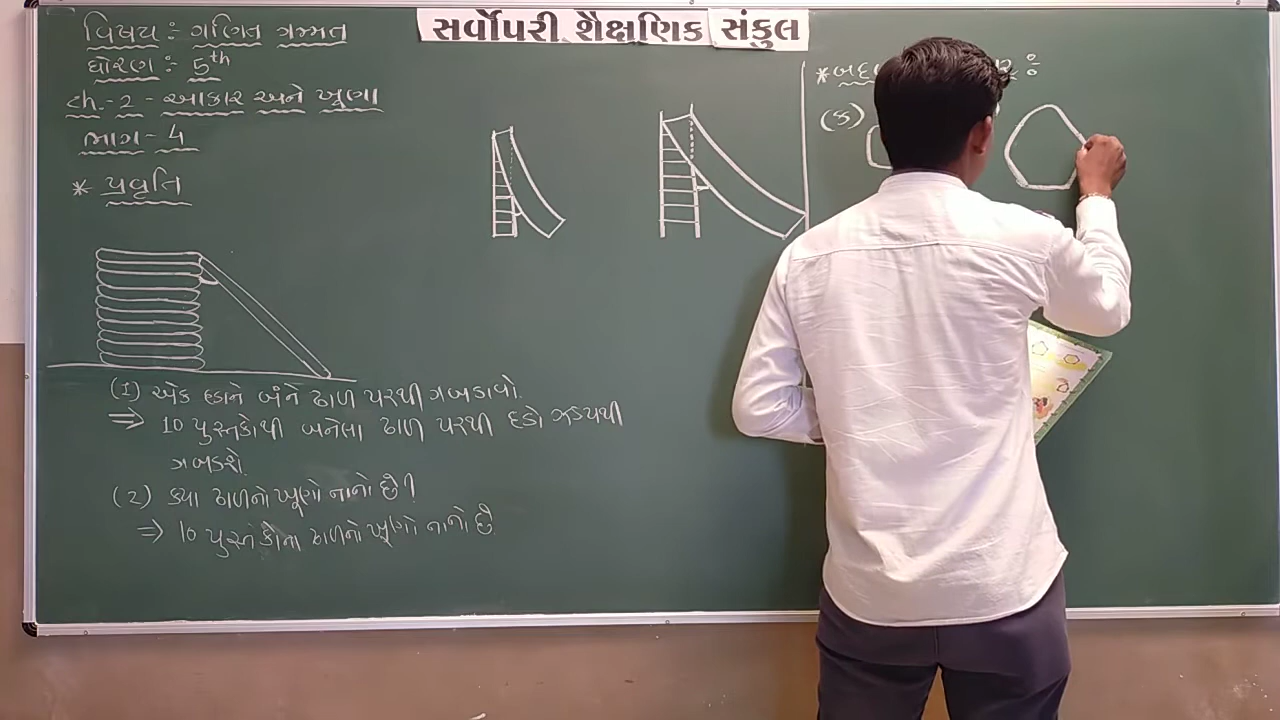 સર્વોપરી શૈક્ષણિક સંકુલ
વિષય : ગણિત ગમ્મત
ધોરણ : 5th
ch.-2 - આકાર અને ખૂણા
ભાગ - 4
* પ્રવૃત્તિ
(1) એક દડાને બંને ઢાળ પરથી ગબડાવો.
⇒ 10 પુસ્તકોથી બનેલા ઢાળ પરથી દડો ઝડપથી
ગબડશે.
(2) ક્યા ઢાળનો ખૂણો નાનો છે?
⇒ 10 પુસ્તકોના ઢાળનો ખૂણો નાનો છે
(ક)